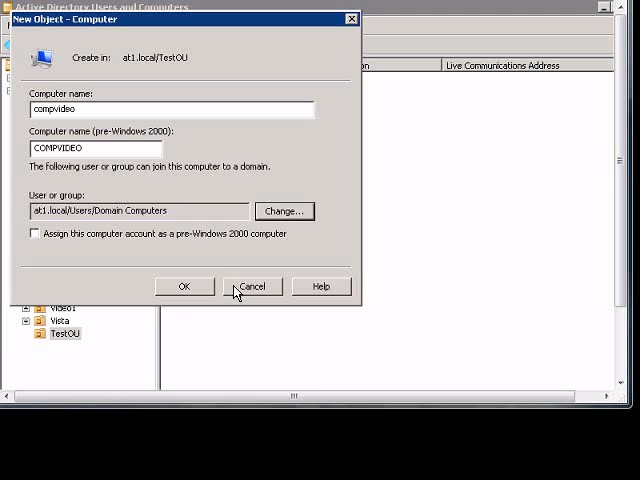 Active Directory Users and Computers
New Object - Computer
Create in: at1.local/TestOU
Live Communications Address
Computer name:
compvideo
Computer name (pre-Windows 2000):
COMPVIDEO
The following user or group can join this computer to a domain.
User or group:
at1.local/Users/Domain Computers
Change...
Assign this computer account as a pre-Windows 2000 computer
OK
Cancel
Help
Video1
Vista
TestOU